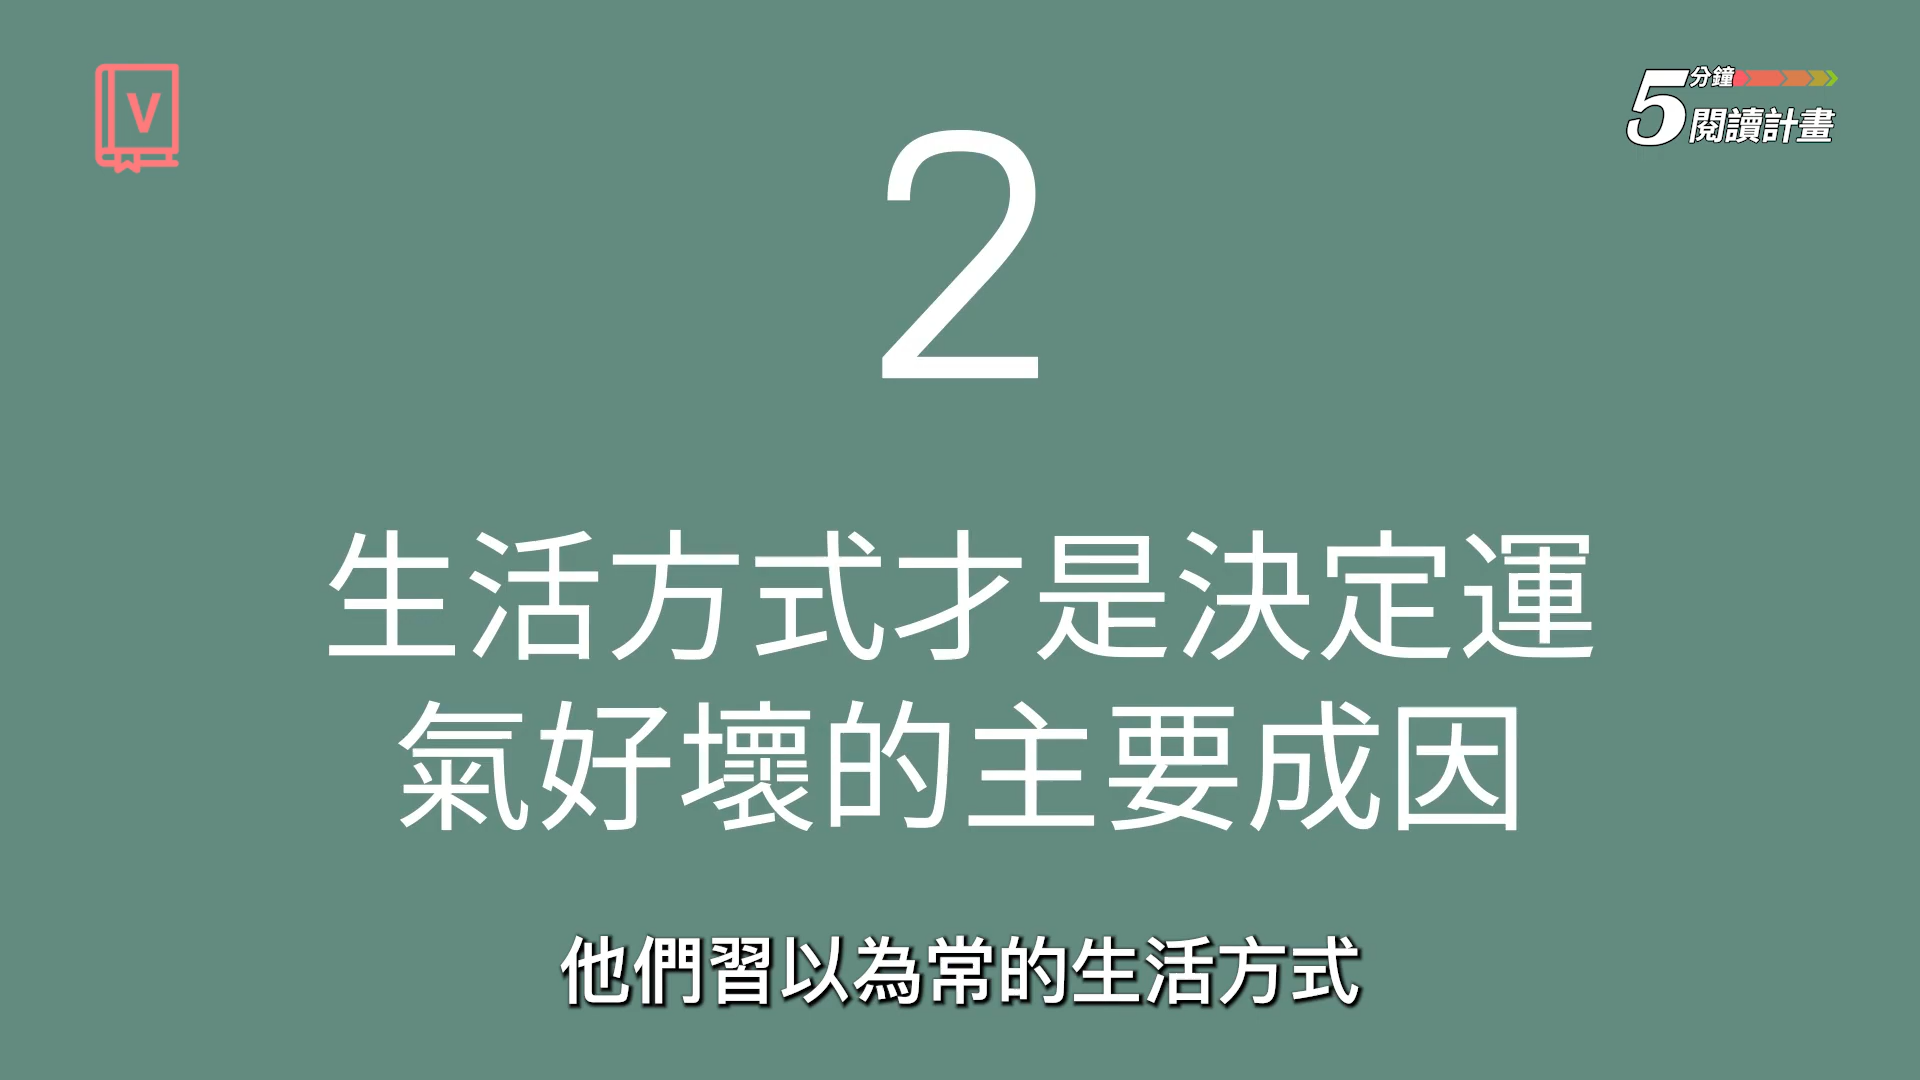 V
5分鐘
閱讀計畫
2
生活方式才是決定運
氣好壞的主要成因
他們習以為常的生活方式